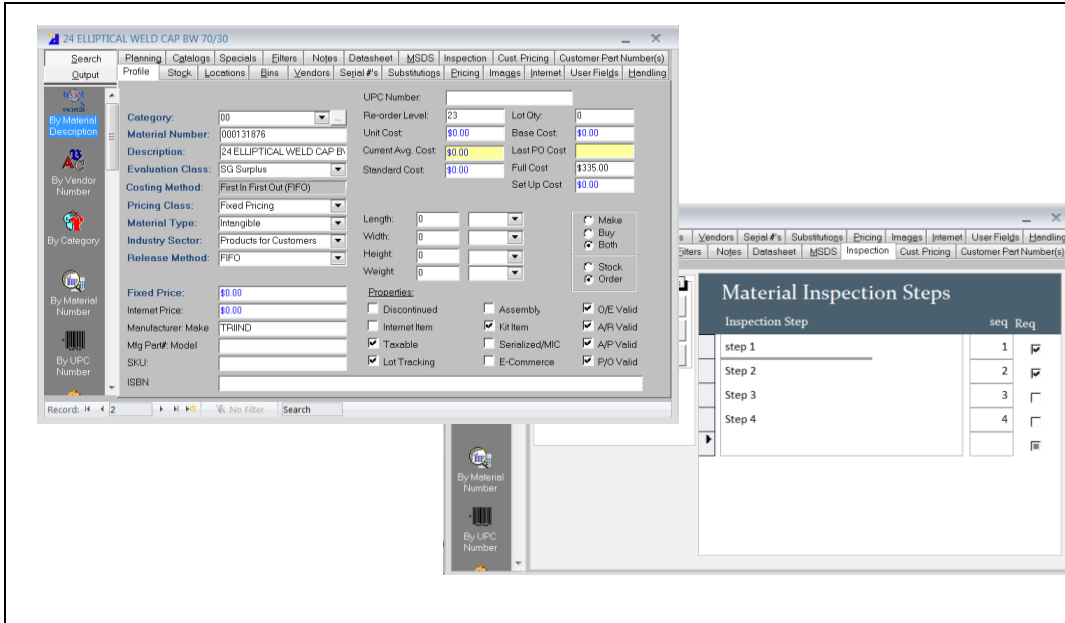 24 ELLIPTICAL WELD CAP BW 70/30
Search
Output
Planning Catalogs Specials Filters Notes Datasheet MSDS Inspection Cust. Pricing Customer Part Number(s)
Profile Stock Locations Bins Vendors Serial #'s Substitutions Pricing Images Internet User Fields Handling
By Material
Description
By Vendor
Number
By Category
By Material
Number
By UPC
Number
UPC Number:
Category: 00 ...
Re-order Level: 23 Lot Qty: 0
Material Number: 000131876
Unit Cost: $0.00 Base Cost: $0.00
Description: 24 ELLIPTICAL WELD CAP B
Current Avg. Cost: $0.00 Last PO Cost
Evaluation Class: SG Surplus
Standard Cost: $0.00 Full Cost $335.00
Costing Method: First In First Out (FIFO)
Set Up Cost $0.00
Pricing Class: Fixed Pricing
Material Type: Intangible
Industry Sector: Products for Customers
Release Method: FIFO
Length: 0
Width: 0
Height: 0
Weight: 0
Make
Buy
Both
Stock
Order
Fixed Price: $0.00
Internet Price: $0.00
Manufacturer: Make TRIIND
Mfg Part#: Model
SKU:
ISBN
Properties:
Discontinued Assembly O/E Valid
Internet Item Kit Item A/R Valid
Taxable Serialized/MIC A/P Valid
Lot Tracking E-Commerce P/O Valid
Record: 2 No Filter Search
s Vendors Serial #'s Substitutions Pricing Images Internet User Fields Handling
Filters Notes Datasheet MSDS Inspection Cust. Pricing Customer Part Number(s)
Material Inspection Steps
Inspection Step seq Req
step 1 1
Step 2 2
Step 3 3
Step 4 4
By Material
Number
By UPC
Number